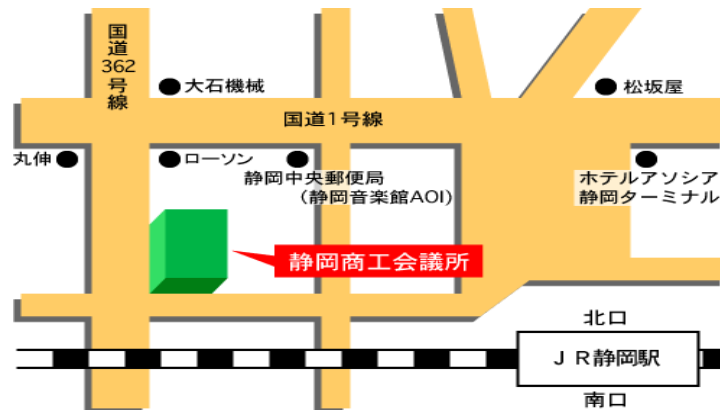 国道362号線
大石機械
松坂屋
国道1号線
丸伸
ローソン
静岡中央郵便局
（静岡音楽館AOI）
ホテルアソシア
静岡ターミナル
静岡商工会議所
北口
ＪＲ静岡駅
南口